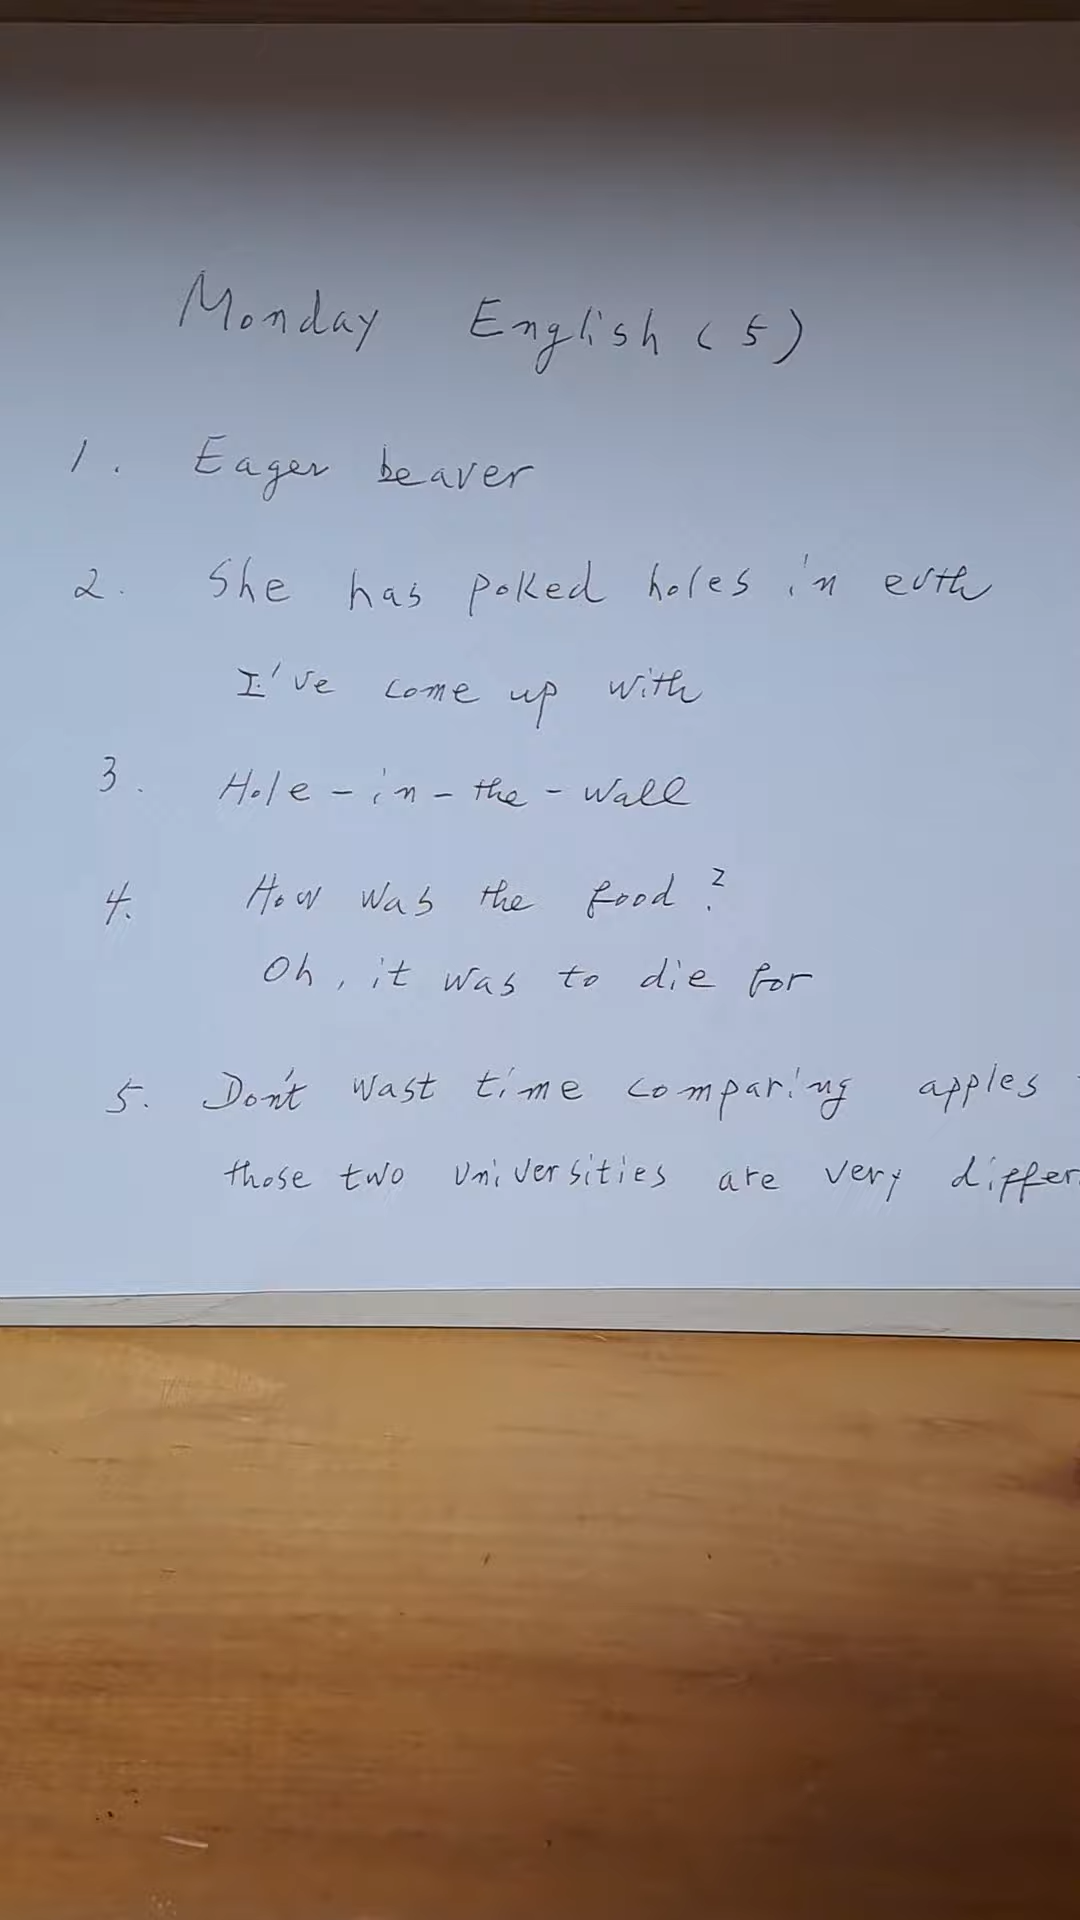 Monday English (5)
1. Eager beaver
2. She has poked holes in evth
I've come up with
3. Hole-in-the-wall
4. How was the food?
Oh, it was to die for
5. Don't wast time comparing apples
those two universities are very differ